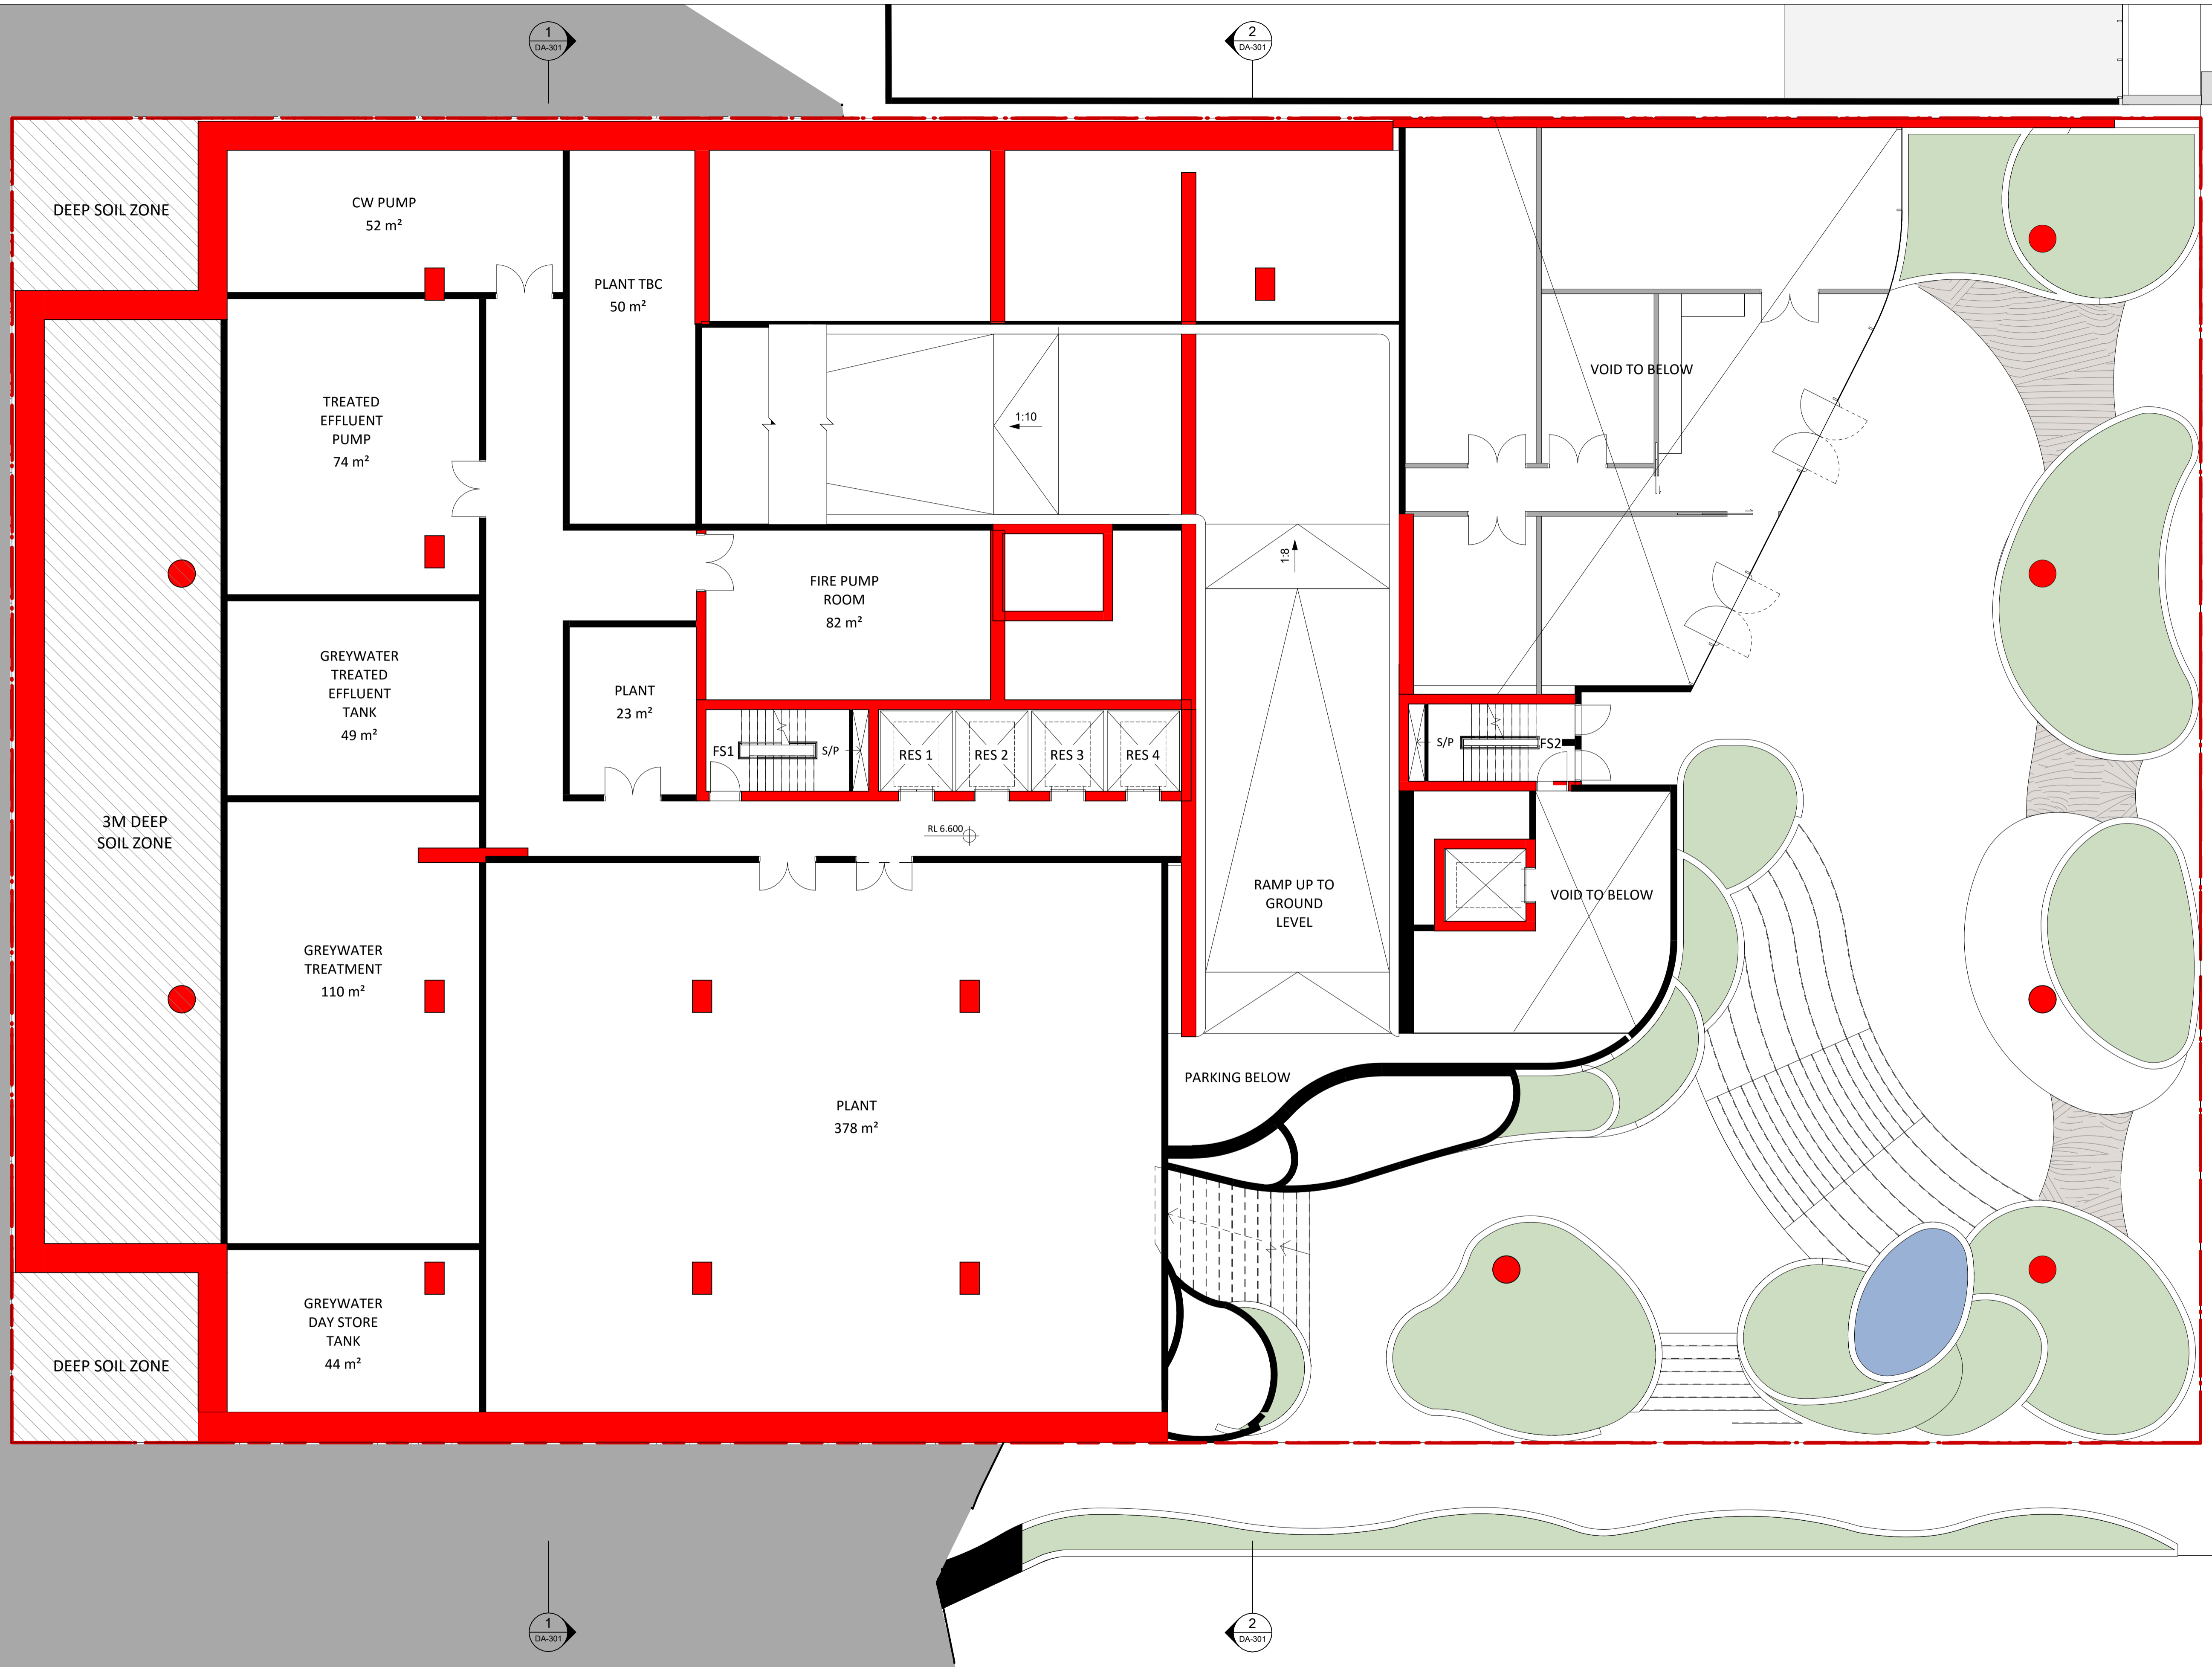 1
DA-301
2
DA-301
DEEP SOIL ZONE
CW PUMP
52 m²
PLANT TBC
50 m²
VOID TO BELOW
TREATED
EFFLUENT
PUMP
74 m²
1:10
1:8
FIRE PUMP
ROOM
82 m²
GREYWATER
TREATED
EFFLUENT
TANK
49 m²
PLANT
23 m²
FS1
S/P
RES 1
RES 2
RES 3
RES 4
S/P
FS2
3M DEEP
SOIL ZONE
RL 6.600
RAMP UP TO
GROUND
LEVEL
VOID TO BELOW
GREYWATER
TREATMENT
110 m²
PARKING BELOW
PLANT
378 m²
GREYWATER
DAY STORE
TANK
44 m²
DEEP SOIL ZONE
1
DA-301
2
DA-301